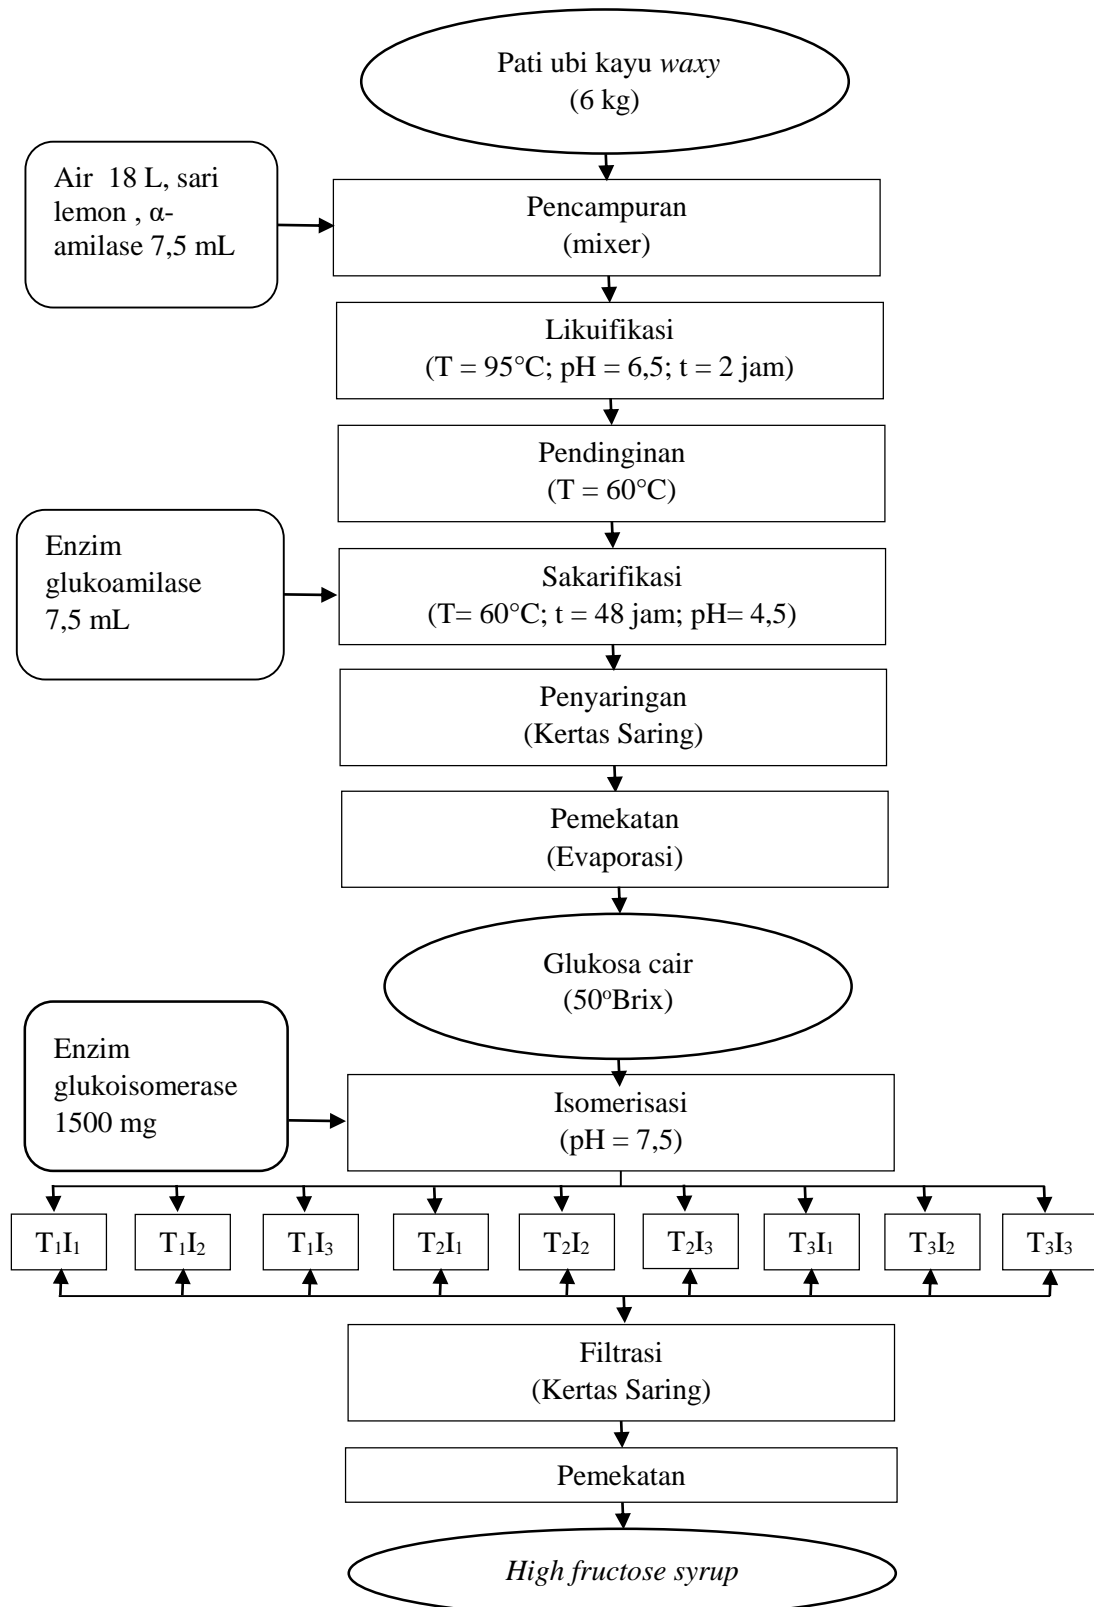 Pati ubi kayu waxy
(6 kg)
Air 18 L, sari
lemon , α-
amilase 7,5 mL
Pencampuran
(mixer)
Likuifikasi
(T = 95°C; pH = 6,5; t = 2 jam)
Pendinginan
(T = 60°C)
Enzim
glukoamilase
7,5 mL
Sakarifikasi
(T= 60°C; t = 48 jam; pH= 4,5)
Penyaringan
(Kertas Saring)
Pemekatan
(Evaporasi)
Glukosa cair
(50ºBrix)
Enzim
glukoisomerase
1500 mg
Isomerisasi
(pH = 7,5)
T₁I₁
T₁I₂
T₁I₃
T₂I₁
T₂I₂
T₂I₃
T₃I₁
T₃I₂
T₃I₃
Filtrasi
(Kertas Saring)
Pemekatan
High fructose syrup